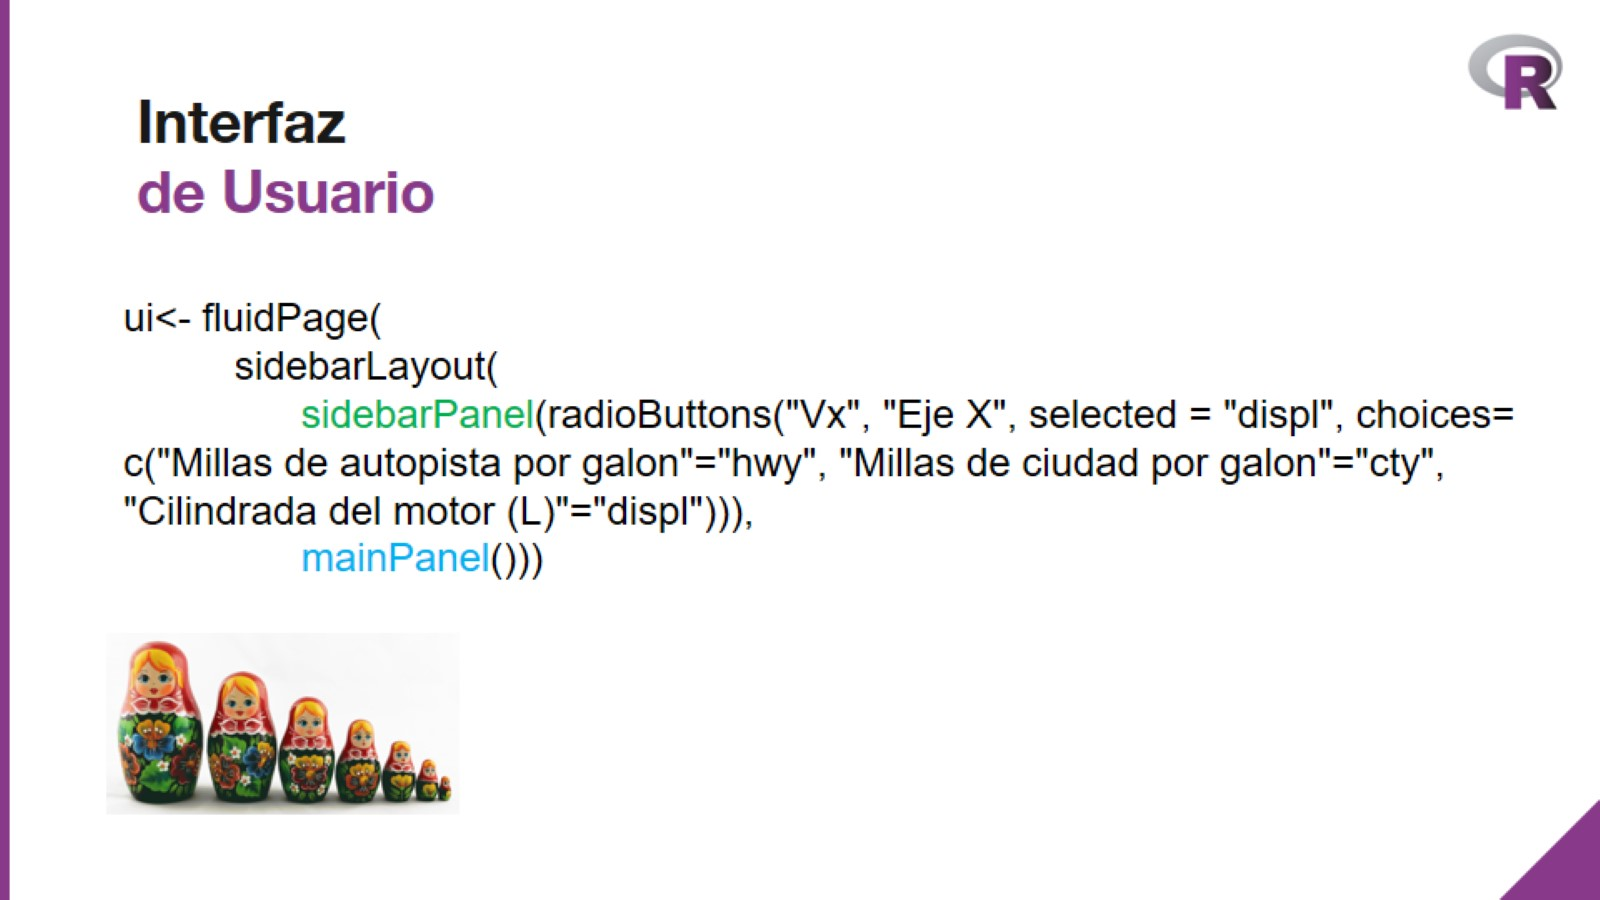 R
Interfaz
de Usuario
ui<- fluidPage(
sidebarLayout(
sidebarPanel(radioButtons("Vx", "Eje X", selected = "displ", choices=
c("Millas de autopista por galon"="hwy", "Millas de ciudad por galon"="cty",
"Cilindrada del motor (L)"="displ"))),
mainPanel()))